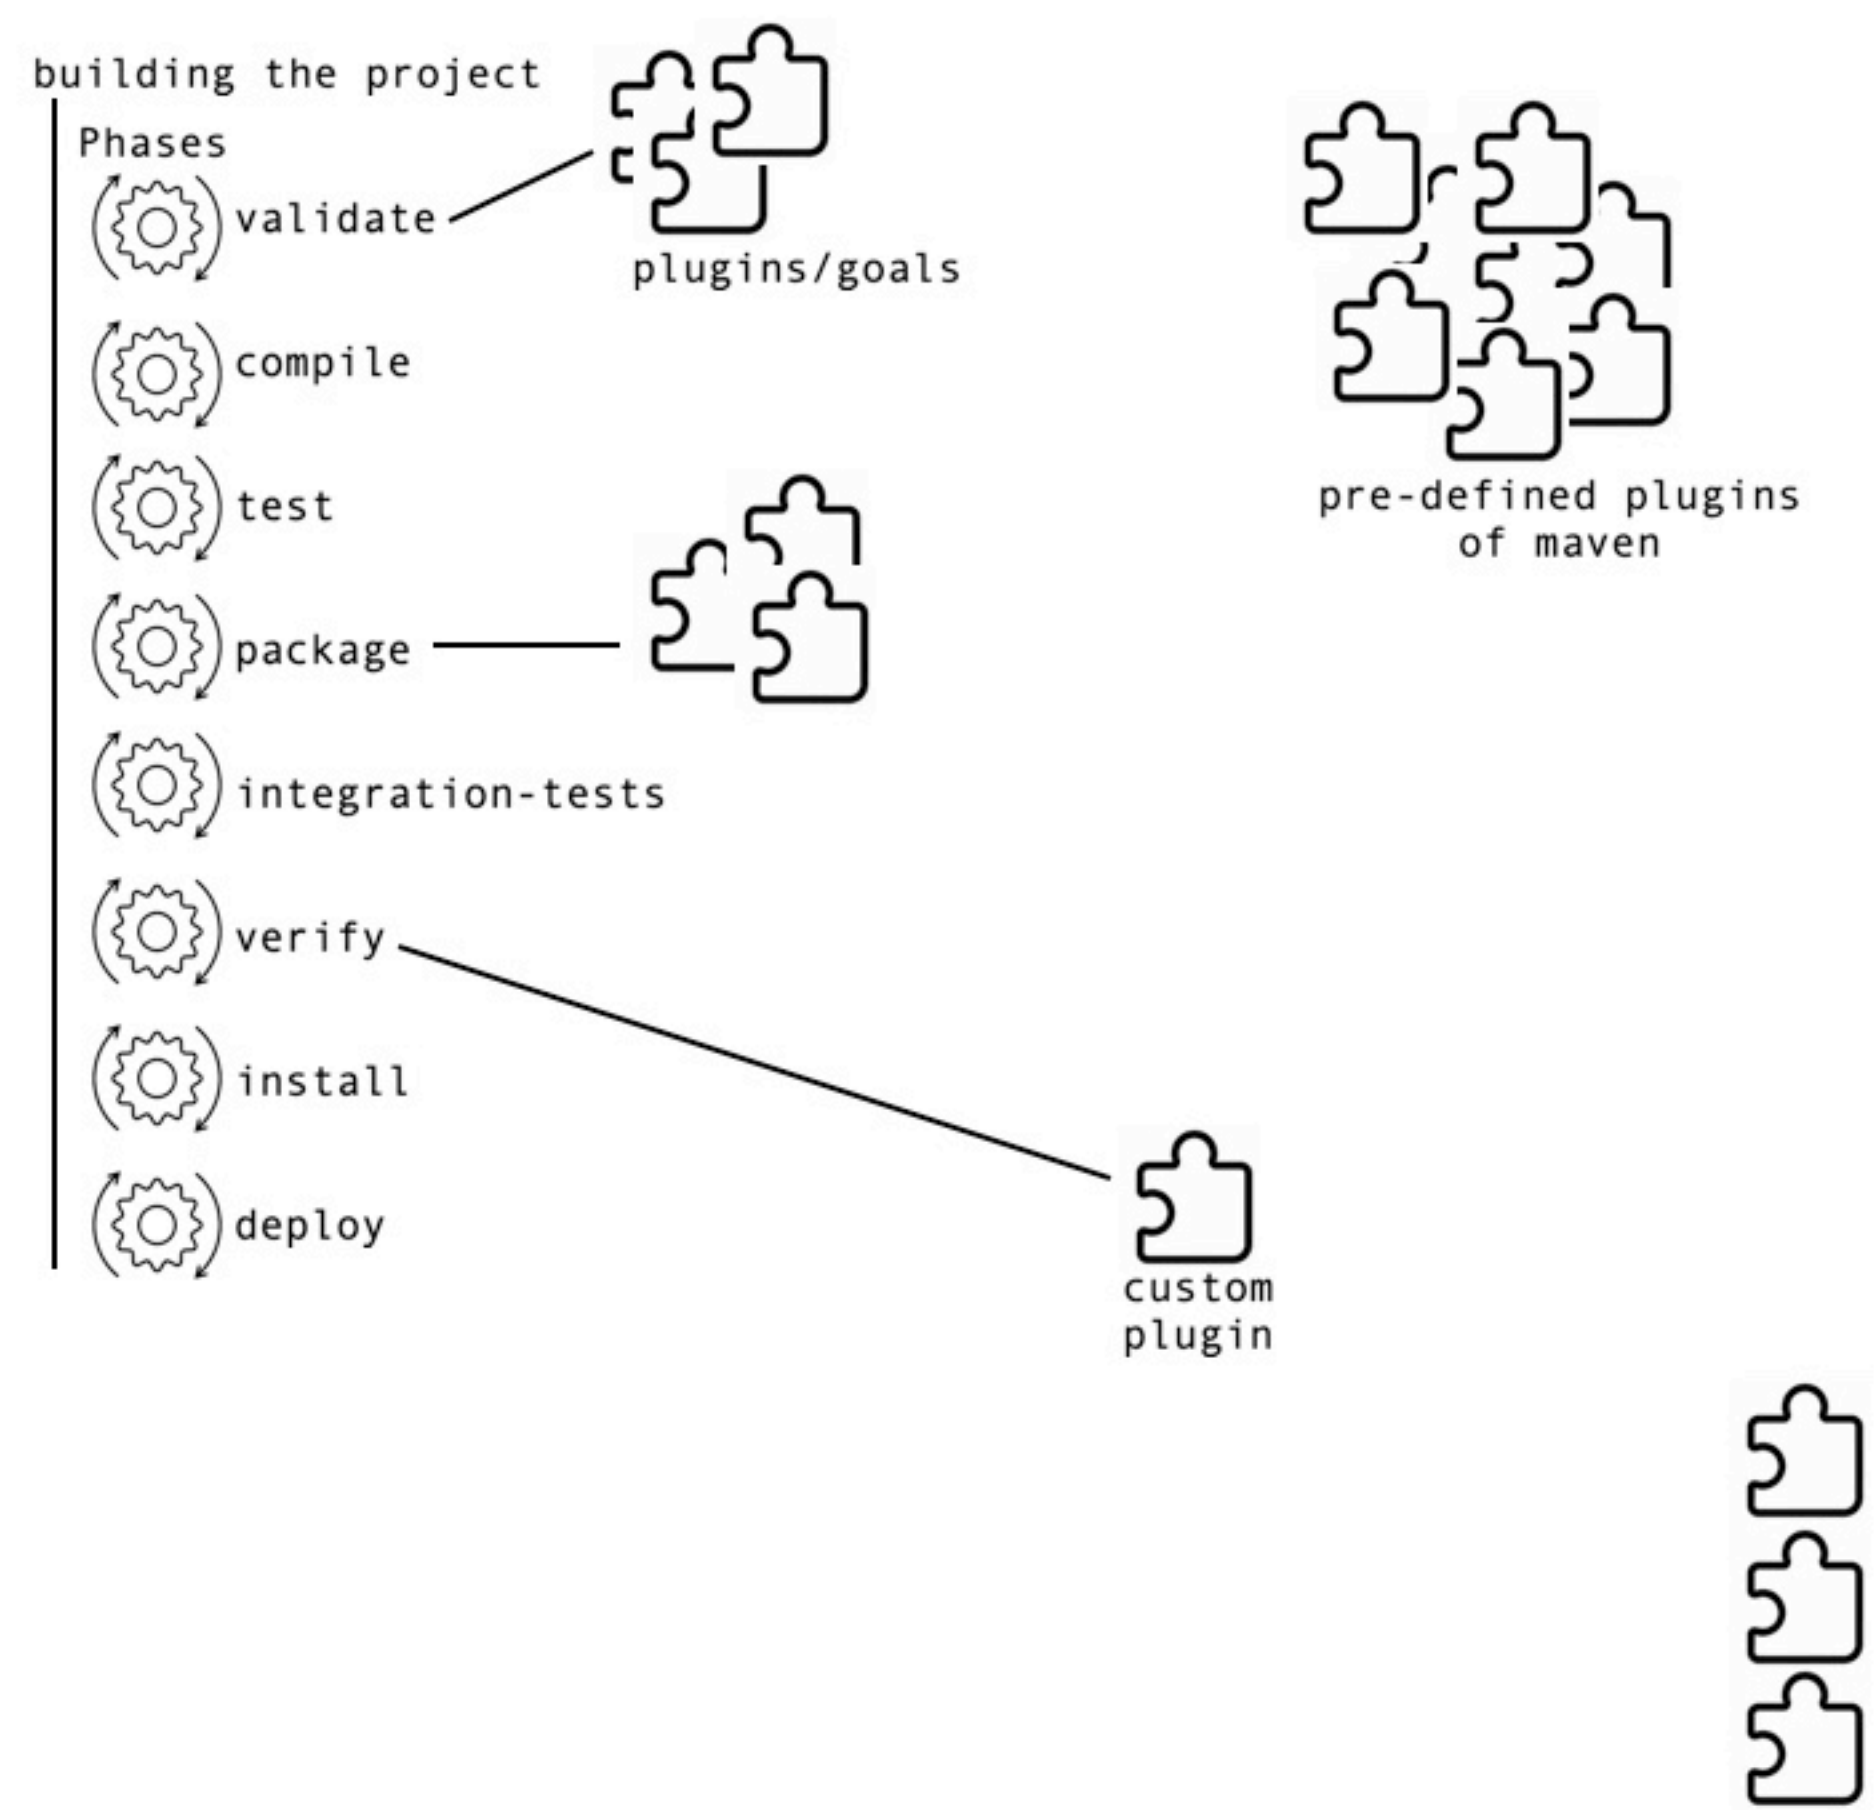 building the project
Phases
validate
plugins/goals
compile
test
pre-defined plugins
of maven
package
integration-tests
verify
install
deploy
custom
plugin